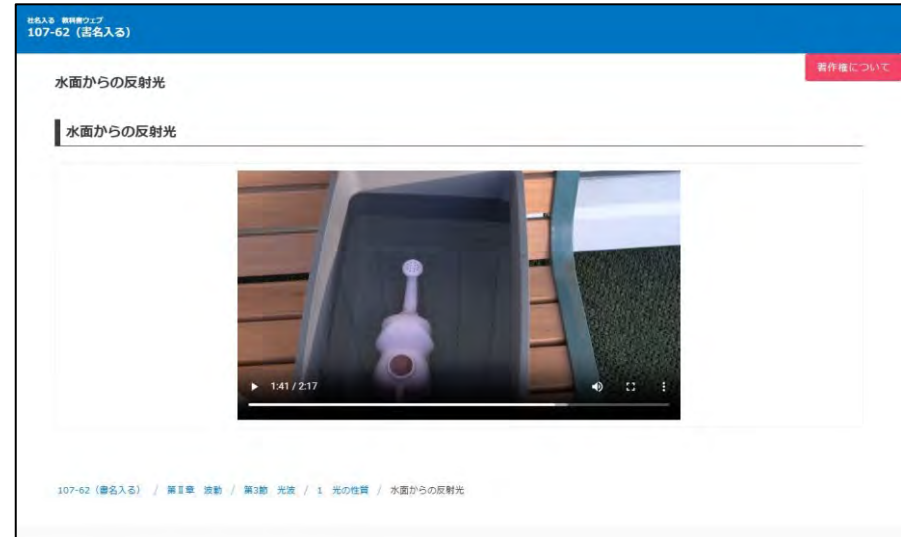 社名入る 教科書ウェブ
107-62（書名入る）
著作権について
水面からの反射光
水面からの反射光
1:41 / 2:17
107-62（書名入る） / 第Ⅱ章 波動 / 第3節 光波 / 1 光の性質 / 水面からの反射光